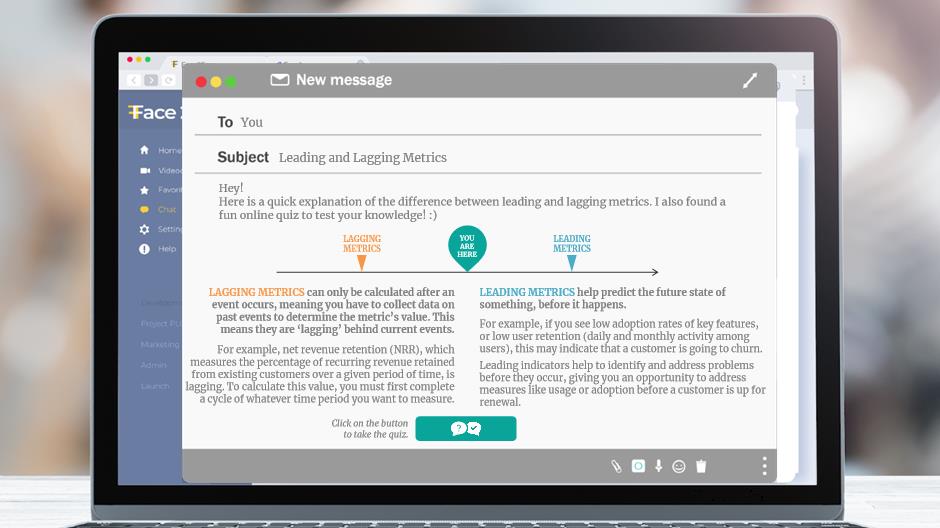 Face
Home
Chat
Help
Project
Marketing
Admin
Launch
New message
To You
Subject Leading and Lagging Metrics
Hey!
Here is a quick explanation of the difference between leading and lagging metrics. I also found a
fun online quiz to test your knowledge! :)
LAGGING
METRICS
YOU
ARE
HERE
LEADING
METRICS
LAGGING METRICS can only be calculated after an
event occurs, meaning you have to collect data on
past events to determine the metric's value. This
means they are ‘lagging’ behind current events.
For example, net revenue retention (NRR), which
measures the percentage of recurring revenue retained
from existing customers over a given period of time, is
lagging. To calculate this value, you must first complete
a cycle of whatever time period you want to measure.
LEADING METRICS help predict the future state of
something, before it happens.
For example, if you see low adoption rates of key features,
or low user retention (daily and monthly activity among
users), this may indicate that a customer is going to churn.
Leading indicators help to identify and address problems
before they occur, giving you an opportunity to address
measures like usage or adoption before a customer is up for
renewal.
Click on the button
to take the quiz.